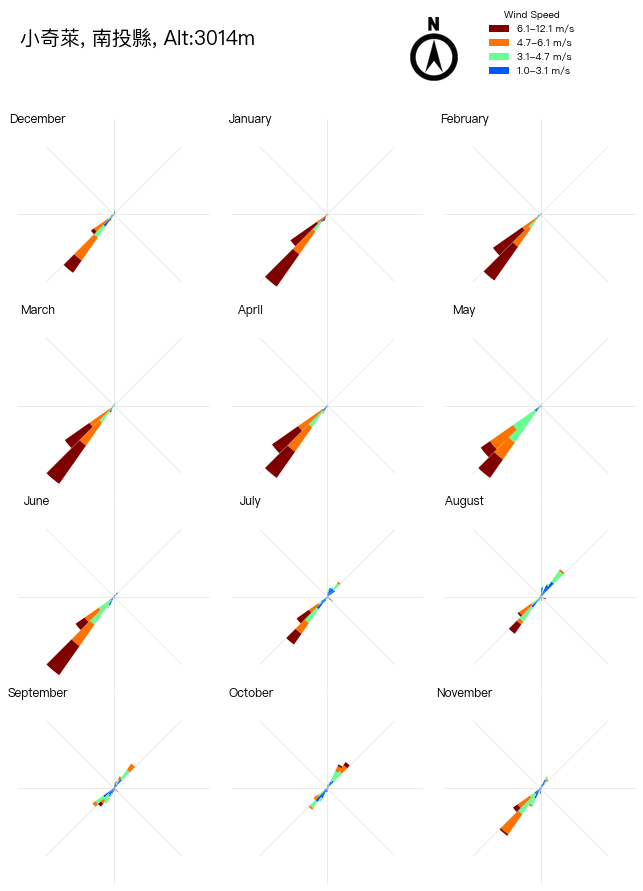 小奇萊, 南投縣, Alt:3014m
N
Wind Speed
6.1–12.1 m/s
4.7–6.1 m/s
3.1–4.7 m/s
1.0–3.1 m/s
December
January
February
March
April
May
June
July
August
September
October
November